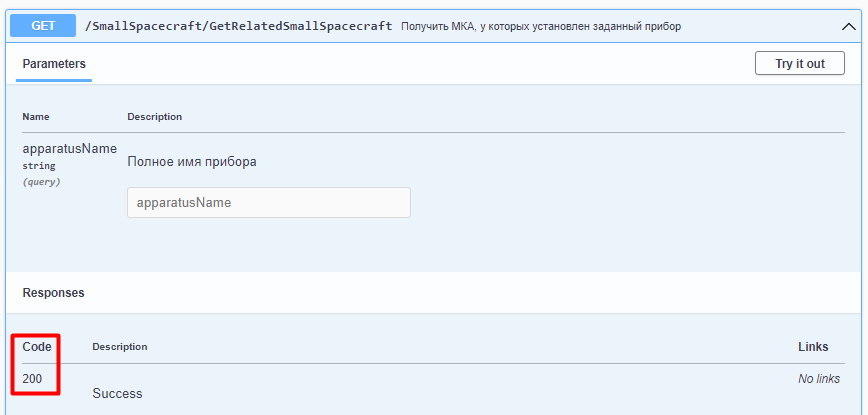 GET /SmallSpacecraft/GetRelatedSmallSpacecraft Получить МКА, у которых установлен заданный прибор
Parameters Try it out
Name Description
apparatusName
string
(query)
Полное имя прибора
apparatusName
Responses
Code Description Links
200 Success No links